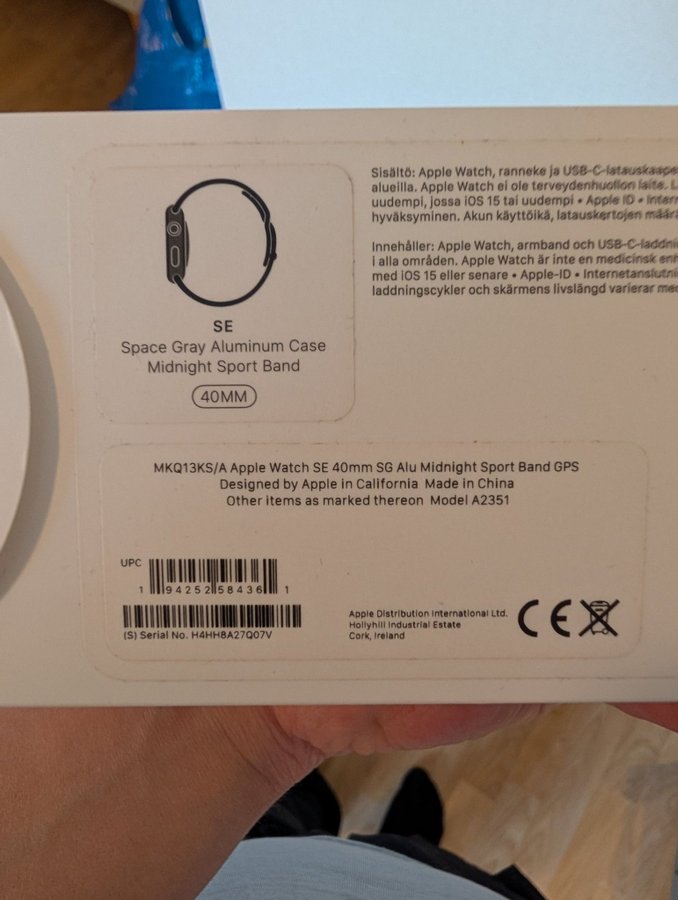 SE
Space Gray Aluminum Case
Midnight Sport Band
40MM
Sisältö: Apple Watch, ranneke ja
alueilla. Apple Watch ei ole terveydenhuollon laite.
uudempi, jossa iOS 15 tai uudempi • Apple ID •
hyväksyminen. Akun käyttöikä, latauskertojen
Innehåller: Apple Watch, armband och
i alla områden. Apple Watch är inte en medicinsk
med iOS 15 eller senare • Apple-ID •
laddningscykler och skärmens livslängd varierar
MKQ13KS/A Apple Watch SE 40mm SG Alu Midnight Sport Band GPS
Designed by Apple in California Made in China
Other items as marked thereon Model A2351
UPC
1 94252 58436 1
(S) Serial No. H4HH8A27Q07V
Apple Distribution International Ltd.
Hollyhill Industrial Estate
Cork, Ireland
CE